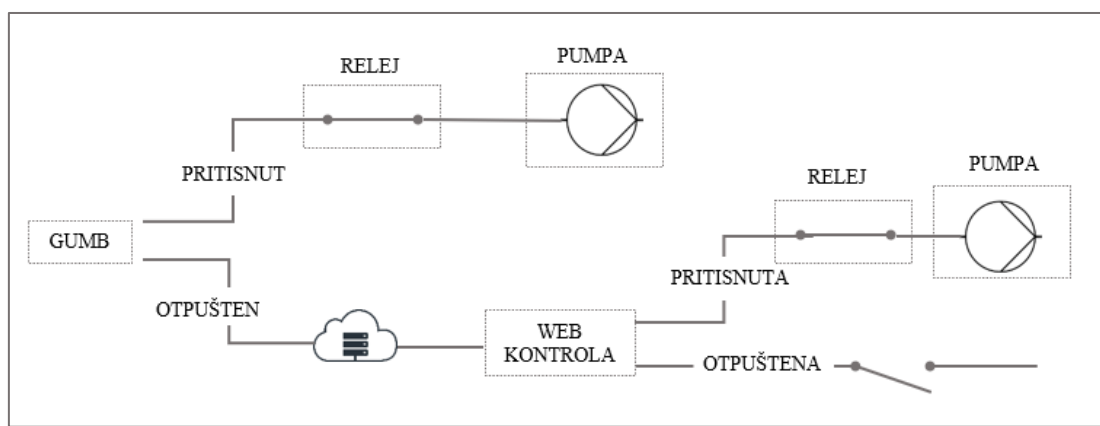 PUMPA
RELEJ
PRITISNUT
PUMPA
RELEJ
GUMB
PRITISNUTA
OTPUŠTEN
WEB
KONTROLA
OTPUŠTENA